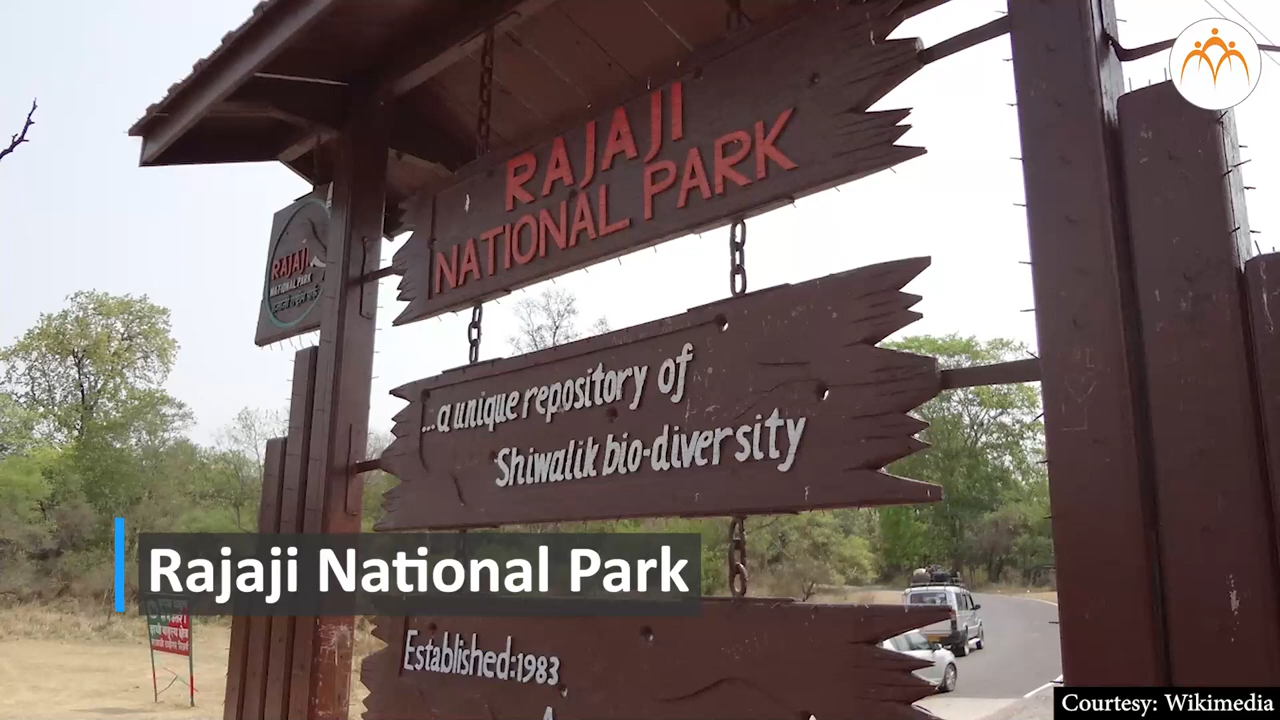 RAJAJI
NATIONAL PARK
RAJAJI
NATIONAL PARK
...a unique repository of
Shiwalik bio-diversity
Rajaji National Park
Established:1983
Courtesy: Wikimedia